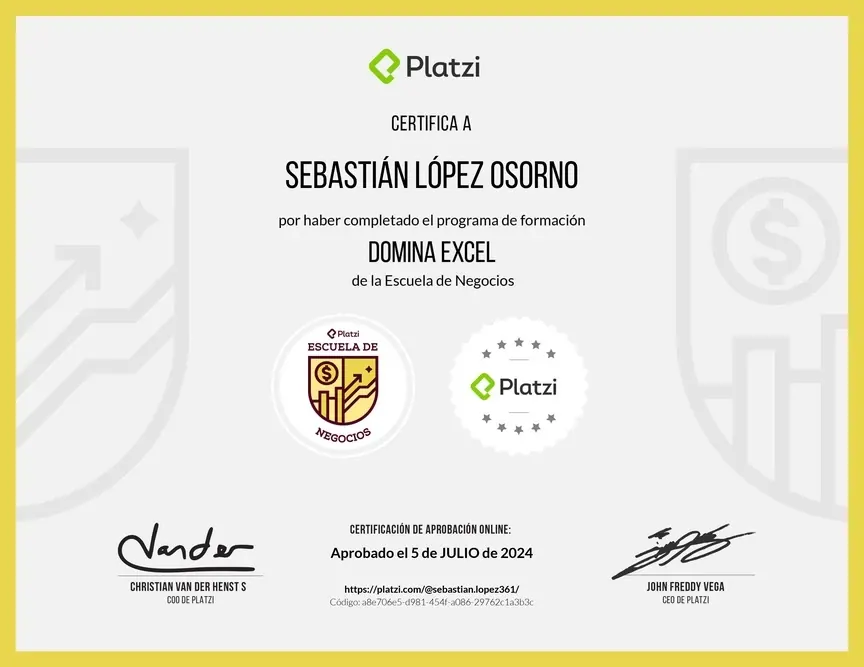 Platzi
CERTIFICA A
SEBASTIÁN LÓPEZ OSORNO
por haber completado el programa de formación
DOMINA EXCEL
de la Escuela de Negocios
Platzi
ESCUELA DE
NEGOCIOS
Platzi
CERTIFICACIÓN DE APROBACIÓN ONLINE:
Aprobado el 5 de JULIO de 2024
https://platzi.com/@sebastian.lopez361/
Código: a8e706e5-d981-454f-a086-29762c1a3b3c
Vander
CHRISTIAN VAN DER HENST S
COO DE PLATZI
JOHN FREDDY VEGA
CEO DE PLATZI